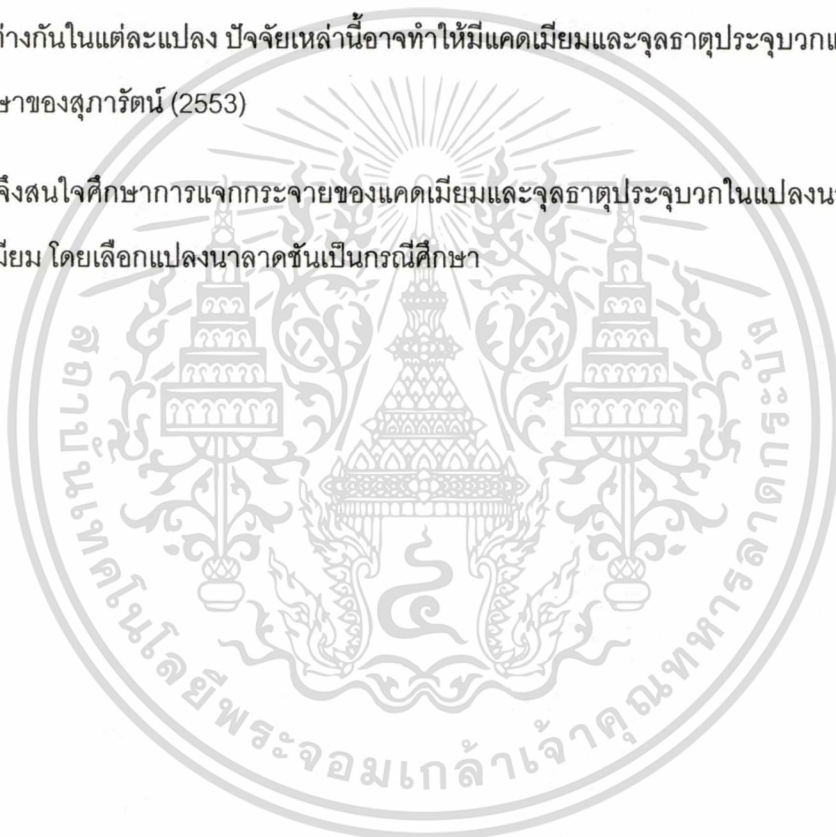 ต่างกันในแต่ละแปลง ปัจจัยเหล่านี้อาจทำให้มีแคดเมียมและจุลธาตุประจุบวกแ
ษาของสุภารัตน์ (2553)
จึงสนใจศึกษาการแจกกระจายของแคดเมียมและจุลธาตุประจุบวกในแปลงน
มียม โดยเลือกแปลงนาลาดชันเป็นกรณีศึกษา
สถาบันเทคโนโลยีพระจอมเกล้าเจ้าคุณทหารลาดกระบัง